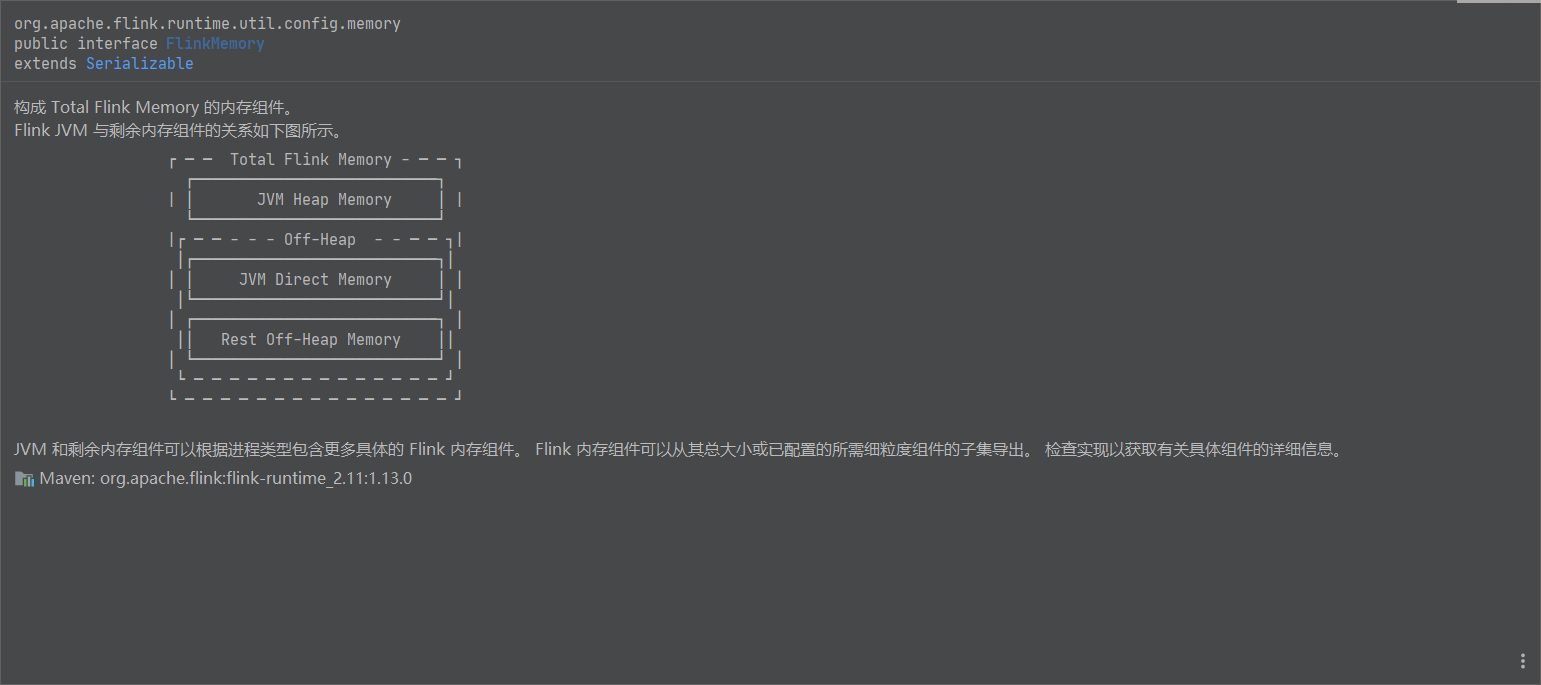 org.apache.flink.runtime.util.config.memory
public interface FlinkMemory
extends Serializable
构成 Total Flink Memory 的内存组件。
Flink JVM 与剩余内存组件的关系如下图所示。
Total Flink Memory
JVM Heap Memory
Off-Heap
JVM Direct Memory
Rest Off-Heap Memory
JVM 和剩余内存组件可以根据进程类型包含更多具体的 Flink 内存组件。 Flink 内存组件可以从其总大小或已配置的所需细粒度组件的子集导出。 检查实现以获取有关具体组件的详细信息。
Maven: org.apache.flink:flink-runtime_2.11:1.13.0